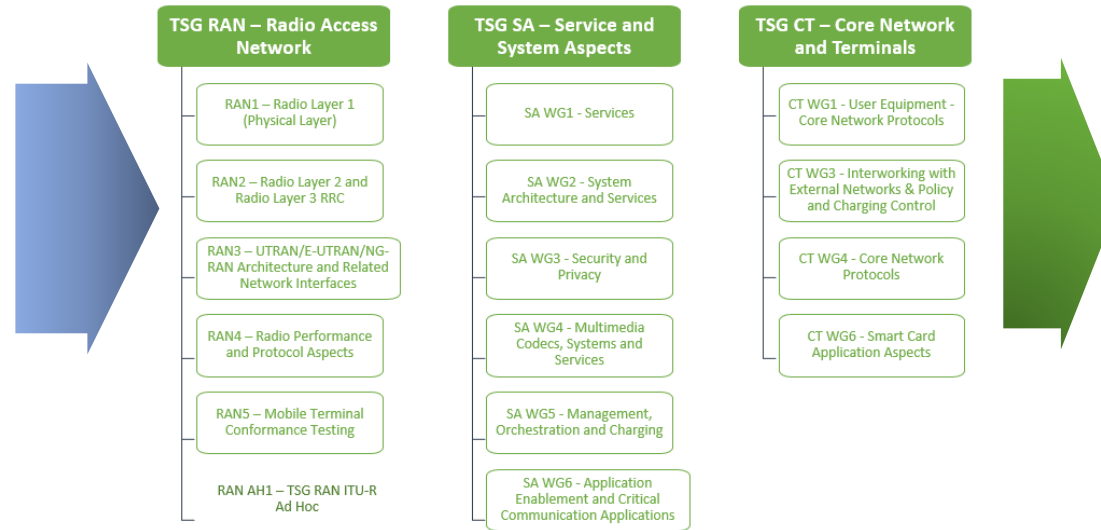 TSG RAN – Radio Access
Network
RAN1 – Radio Layer 1
(Physical Layer)
RAN2 – Radio Layer 2 and
Radio Layer 3 RRC
RAN3 – UTRAN/E-UTRAN/NG-
RAN Architecture and Related
Network Interfaces
RAN4 – Radio Performance
and Protocol Aspects
RAN5 – Mobile Terminal
Conformance Testing
RAN AH1 – TSG RAN ITU-R
Ad Hoc
TSG SA – Service and
System Aspects
SA WG1 - Services
SA WG2 - System
Architecture and Services
SA WG3 - Security and
Privacy
SA WG4 - Multimedia
Codecs, Systems and
Services
SA WG5 - Management,
Orchestration and Charging
SA WG6 - Application
Enablement and Critical
Communication Applications
TSG CT – Core Network
and Terminals
CT WG1 - User Equipment -
Core Network Protocols
CT WG3 - Interworking with
External Networks & Policy
and Charging Control
CT WG4 - Core Network
Protocols
CT WG6 - Smart Card
Application Aspects